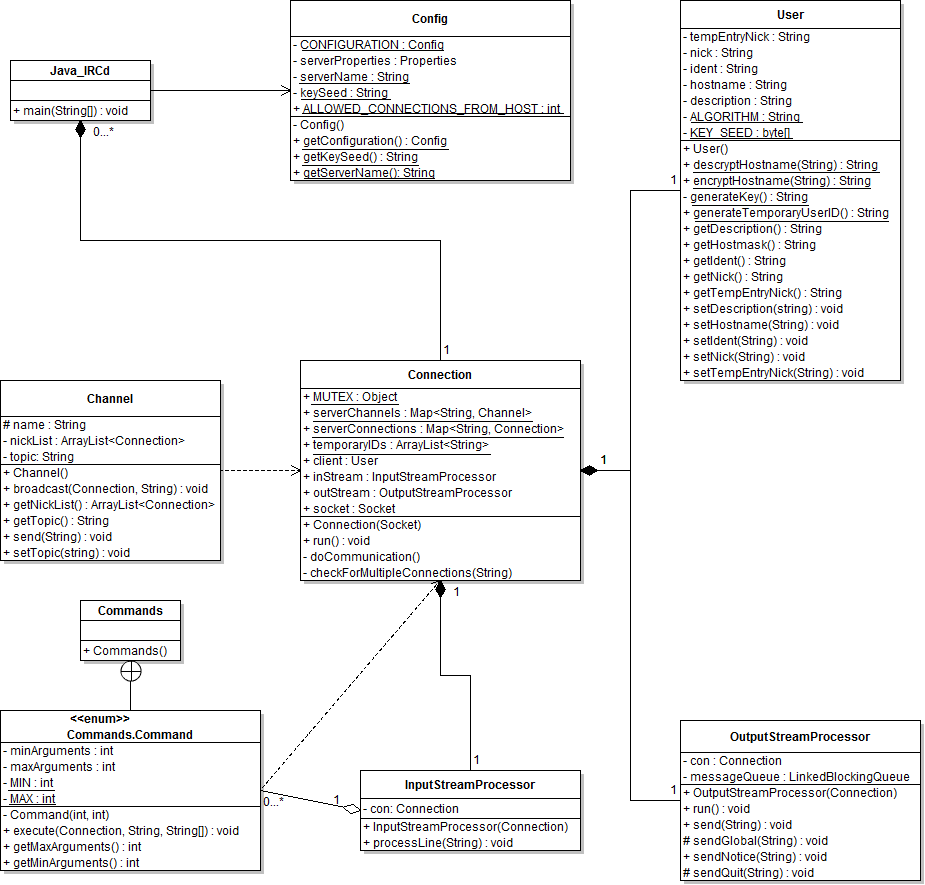 Config
- CONFIGURATION : Config
- serverProperties : Properties
- serverName : String
- keySeed : String
+ ALLOWED_CONNECTIONS_FROM_HOST : int
- Config()
+ getConfiguration() : Config
+ getKeySeed() : String
+ getServerName(): String
Java_IRCd
+ main(String[]) : void
0...*
User
- tempEntryNick : String
- nick : String
- ident : String
- hostname : String
- description : String
- ALGORITHM : String
- KEY_SEED : byte[]
+ User()
+ descryptHostname(String) : String
+ encryptHostname(String) : String
- generateKey() : String
+ generateTemporaryUserID() : String
+ getDescription() : String
+ getHostmask() : String
+ getIdent() : String
+ getNick() : String
+ getTempEntryNick() : String
+ setDescription(string) : void
+ setHostname(String) : void
+ setIdent(String) : void
+ setNick(String) : void
+ setTempEntryNick(String) : void
1
1
Connection
+ MUTEX : Object
+ serverChannels : Map<String, Channel>
+ serverConnections : Map<String, Connection>
+ temporaryIDs : ArrayList<String>
+ client : User
+ inStream : InputStreamProcessor
+ outStream : OutputStreamProcessor
+ socket : Socket
+ Connection(Socket)
+ run() : void
- doCommunication()
- checkForMultipleConnections(String)
1
1
Channel
# name : String
- nickList : ArrayList<Connection>
- topic: String
+ Channel()
+ broadcast(Connection, String) : void
+ getNickList() : ArrayList<Connection>
+ getTopic() : String
+ send(String) : void
+ setTopic(string) : void
Commands
+ Commands()
<<enum>>
Commands.Command
- minArguments : int
- maxArguments : int
- MIN : int
- MAX : int
- Command(int, int)
+ execute(Connection, String, String[]) : void
+ getMaxArguments() : int
+ getMinArguments() : int
0...*
1
1
InputStreamProcessor
- con: Connection
+ InputStreamProcessor(Connection)
+ processLine(String) : void
1
OutputStreamProcessor
- con : Connection
- messageQueue : LinkedBlockingQueue
+ OutputStreamProcessor(Connection)
+ run() : void
+ send(String) : void
# sendGlobal(String) : void
+ sendNotice(String) : void
# sendQuit(String) : void